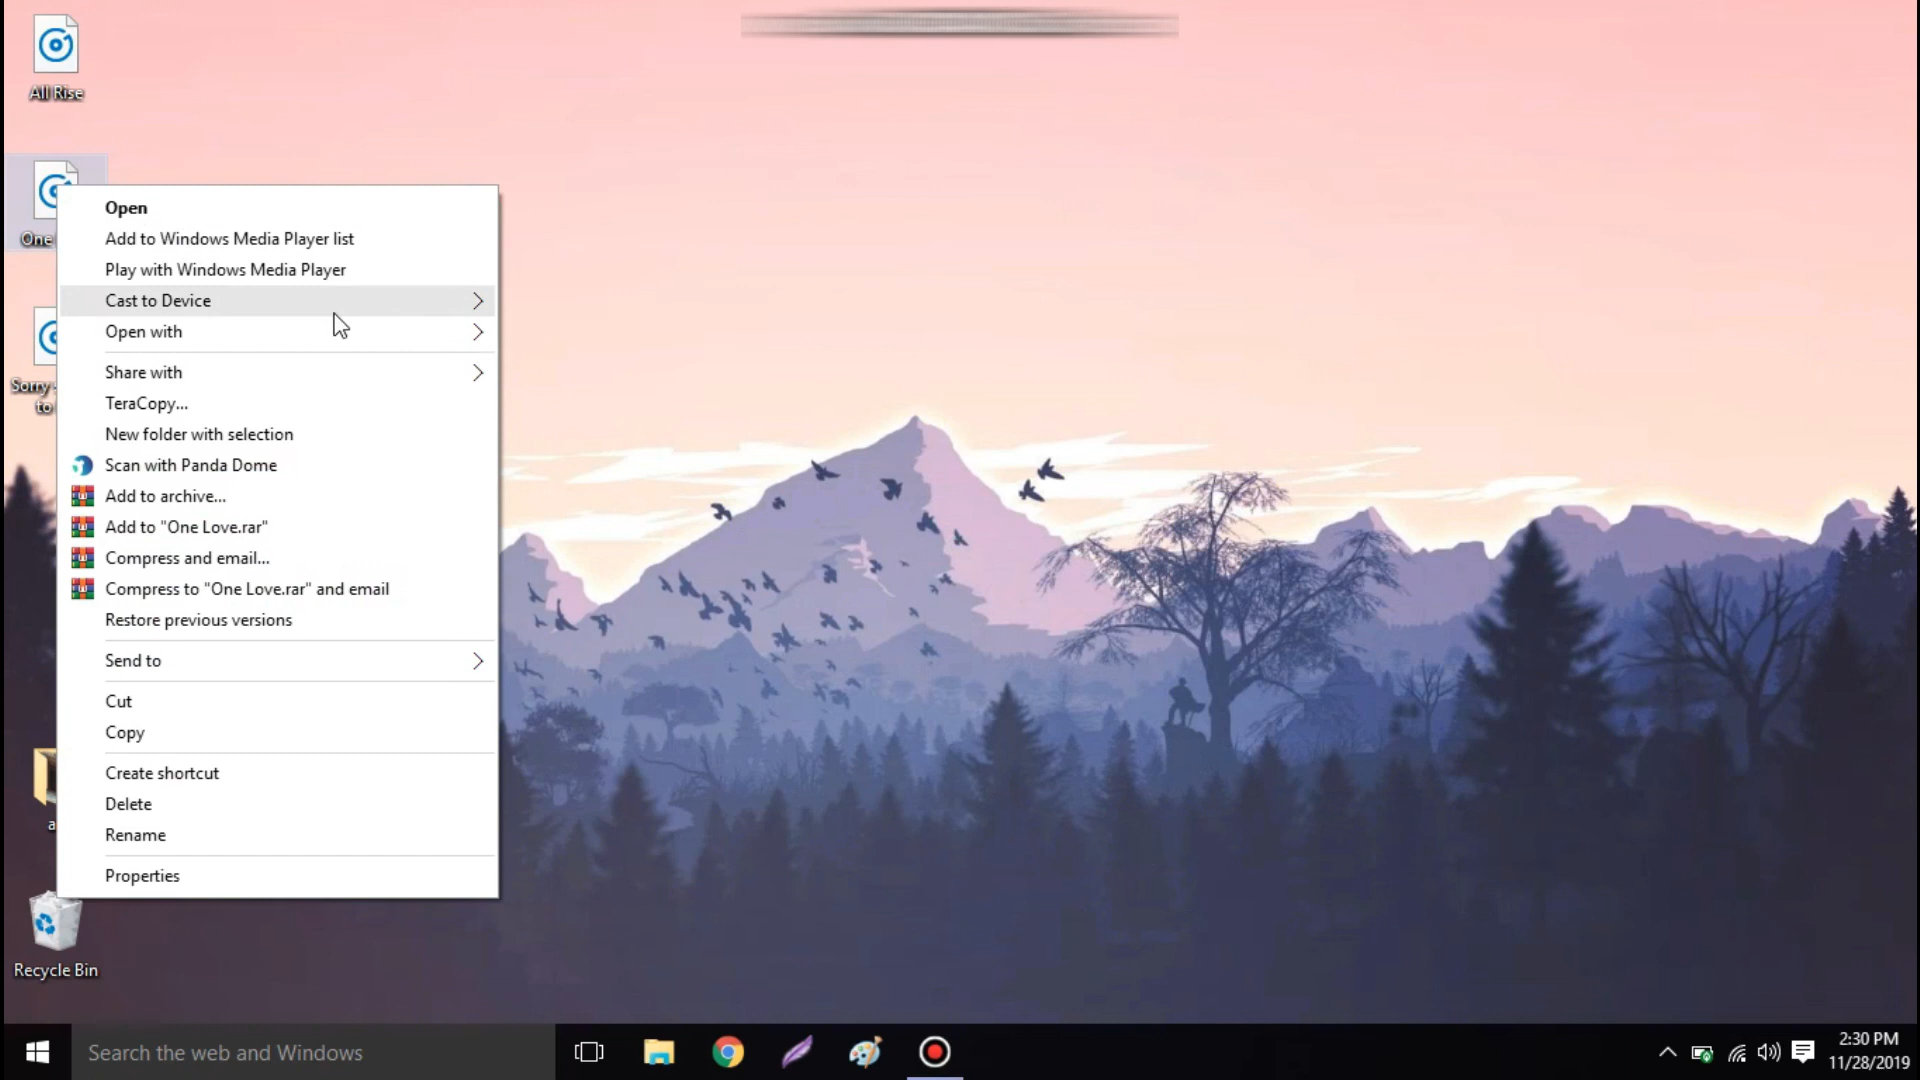 All Rise
One
Open
Add to Windows Media Player list
Play with Windows Media Player
Cast to Device
Open with
Sorry
to
Share with
TeraCopy...
New folder with selection
Scan with Panda Dome
Add to archive...
Add to "One Love.rar"
Compress and email...
Compress to "One Love.rar" and email
Restore previous versions
Send to
Cut
Copy
Create shortcut
Delete
Rename
Properties
a
Recycle Bin
Search the web and Windows
2:30 PM
11/28/2019